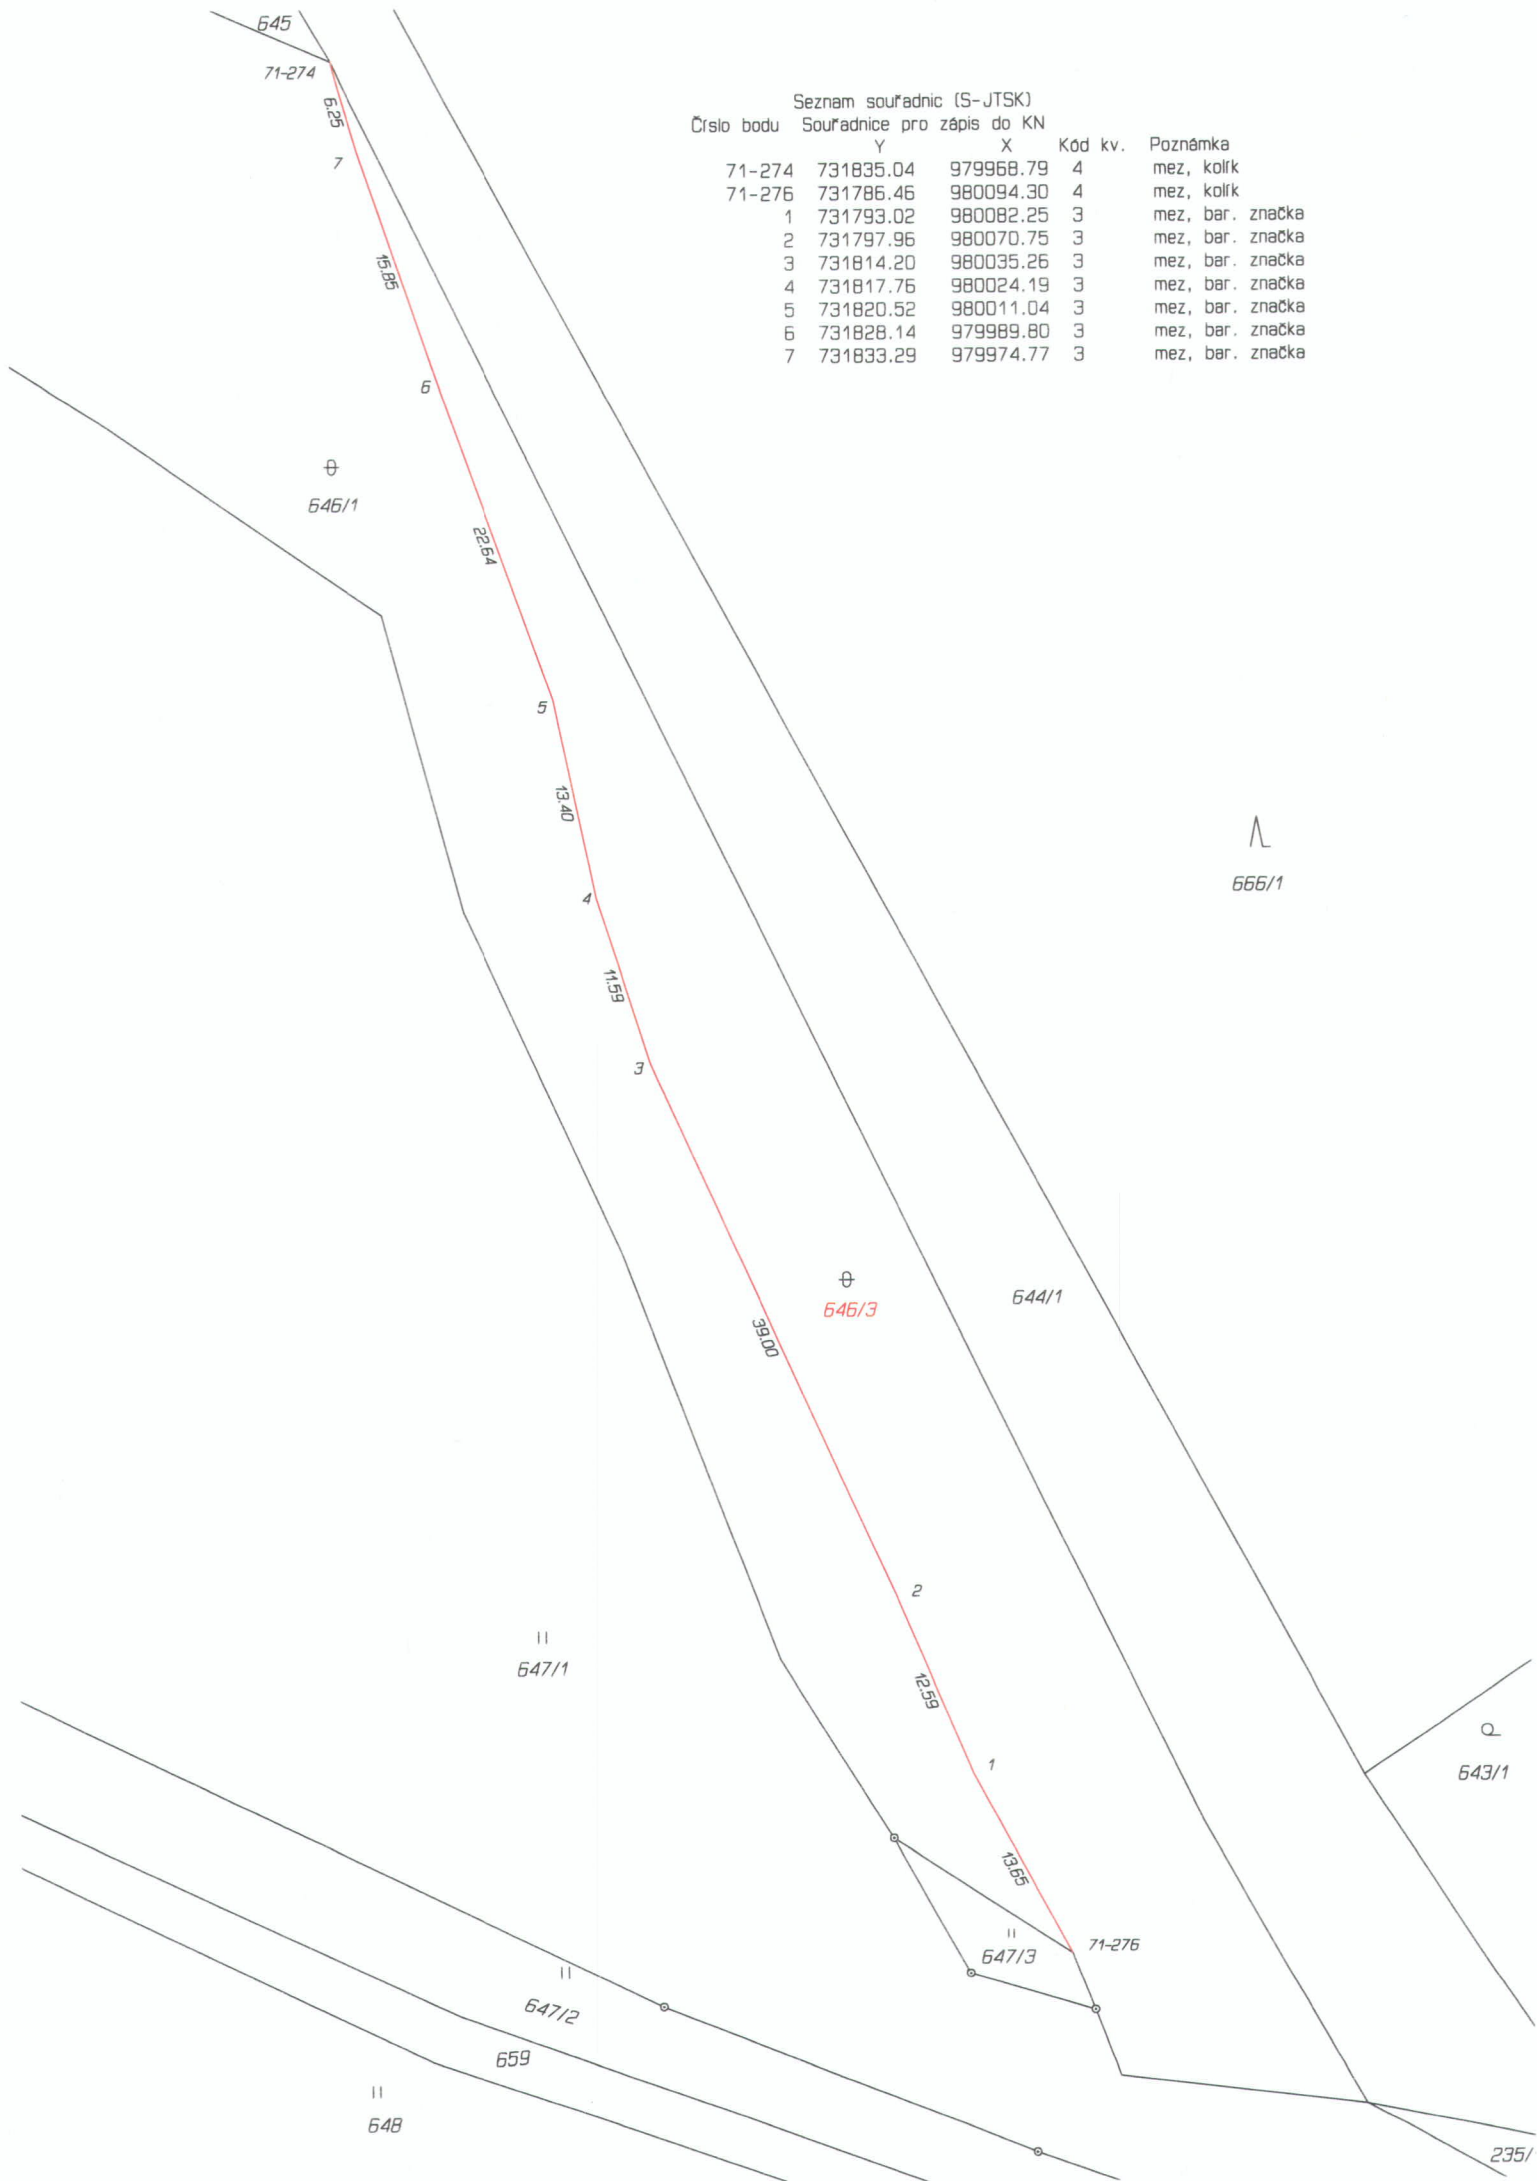 645
71-274
Seznam souřadnic (S-JTSK)
Číslo bodu Souřadnice pro zápis do KN
Y X Kód kv. Poznámka
71-274 731835.04 979968.79 4 mez, kolík
71-276 731786.46 980094.30 4 mez, kolík
1 731793.02 980082.25 3 mez, bar. značka
2 731797.96 980070.75 3 mez, bar. značka
3 731814.20 980035.26 3 mez, bar. značka
4 731817.76 980024.19 3 mez, bar. značka
5 731820.52 980011.04 3 mez, bar. značka
6 731828.14 979989.80 3 mez, bar. značka
7 731833.29 979974.77 3 mez, bar. značka
6.25
7
15.85
6
646/1
22.64
5
13.40
4
666/1
11.59
3
646/3
644/1
39.00
2
647/1
12.59
1
643/1
13.65
71-276
647/3
647/2
659
648
235/